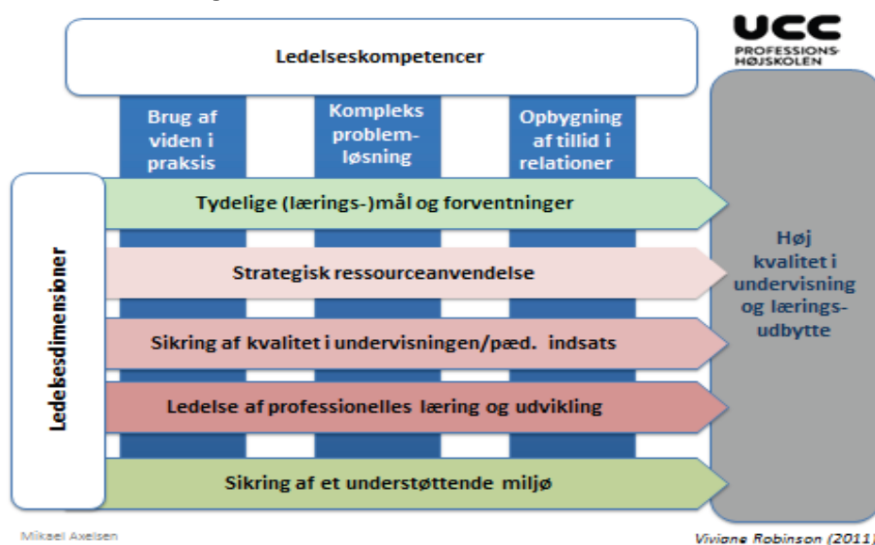 UCC
PROFESSIONS-
HØJSKOLEN
Ledelseskompetencer
Brug af
viden i
praksis
Kompleks
problem-
løsning
Opbygning
af tillid i
relationer
Ledelsesdimensioner
Tydelige (lærings-)mål og forventninger
Strategisk ressourceanvendelse
Sikring af kvalitet i undervisningen/pæd. indsats
Ledelse af professionelles læring og udvikling
Sikring af et understøttende miljø
Høj
kvalitet i
undervisning
og lærings-
udbytte
Mikael Axelsen
Viviane Robinson (2011)